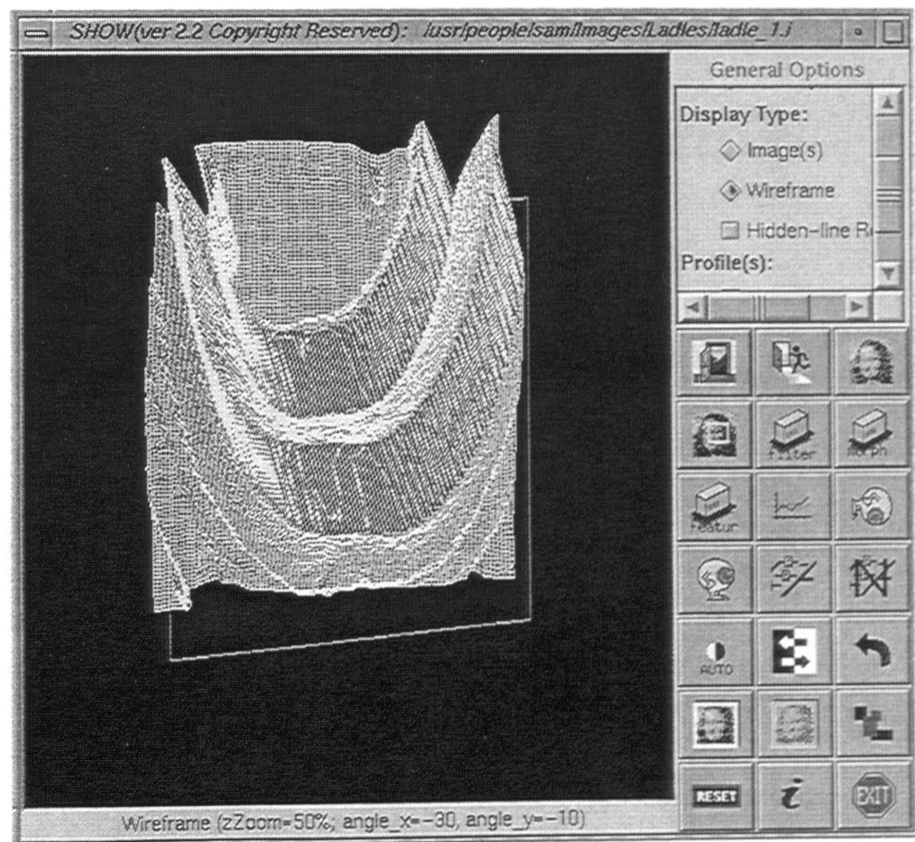 SHOW(ver 2.2 Copyright Reserved): /usr/people/sam/Images/Ladles/ladle_1.i
General Options
Display Type:
Image(s)
Wireframe
Hidden-line R
Profile(s):
filter
morph
featur
AUTO
RESET
i
EXIT
Wireframe (zZoom=50%; angle_x=-30, angle_y=-10)